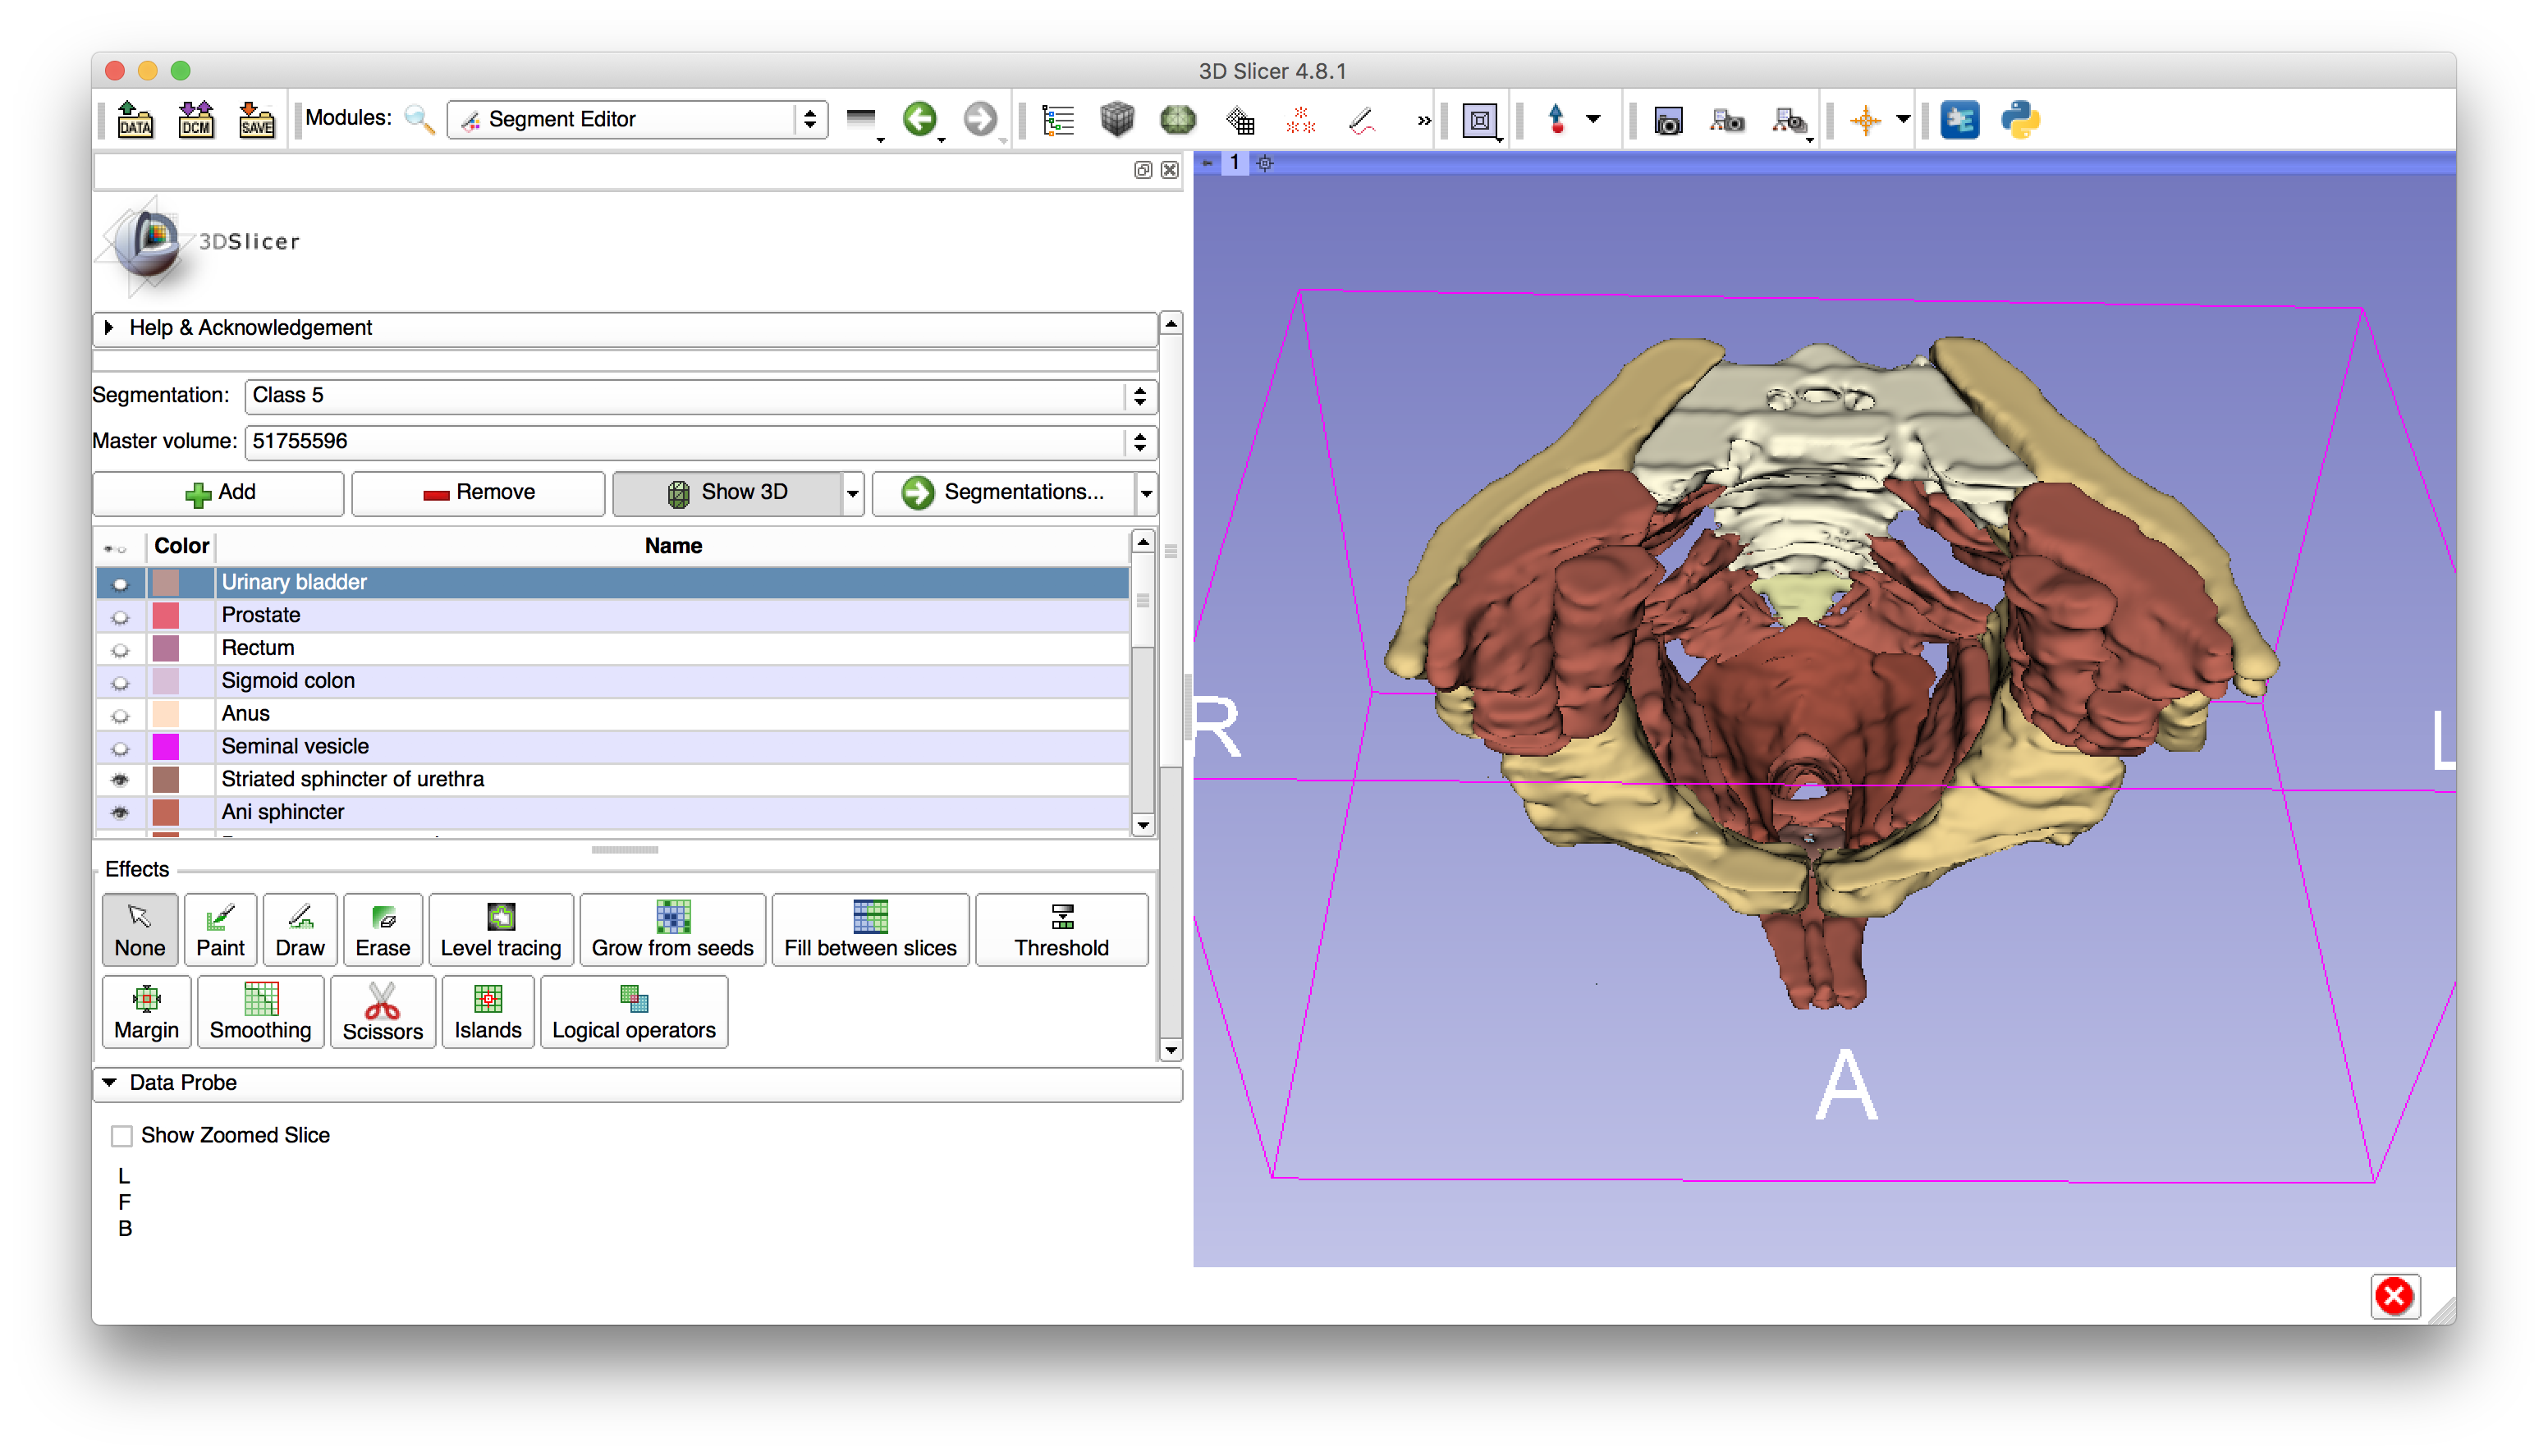 3D Slicer 4.8.1
DATA
DCM
SAVE
Modules:
Segment Editor
»
1
3DSlicer
Help & Acknowledgement
Segmentation:
Class 5
Master volume:
51755596
Add
Remove
Show 3D
Segmentations...
Color
Name
Urinary bladder
Prostate
Rectum
Sigmoid colon
Anus
Seminal vesicle
Striated sphincter of urethra
Ani sphincter
Effects
None
Paint
Draw
Erase
Level tracing
Grow from seeds
Fill between slices
Threshold
Margin
Smoothing
Scissors
Islands
Logical operators
Data Probe
Show Zoomed Slice
L
F
B
R
L
A